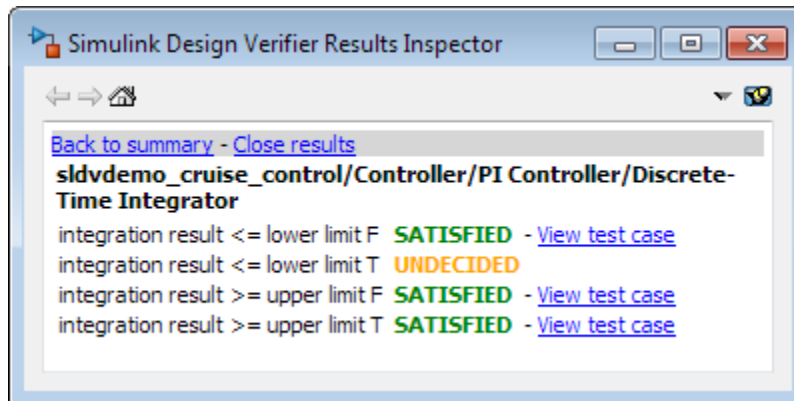 Simulink Design Verifier Results Inspector
Back to summary - Close results
sldvdemo_cruise_control/Controller/PI Controller/Discrete-
Time Integrator
integration result <= lower limit F SATISFIED - View test case
integration result <= lower limit T UNDECIDED
integration result >= upper limit F SATISFIED - View test case
integration result >= upper limit T SATISFIED - View test case